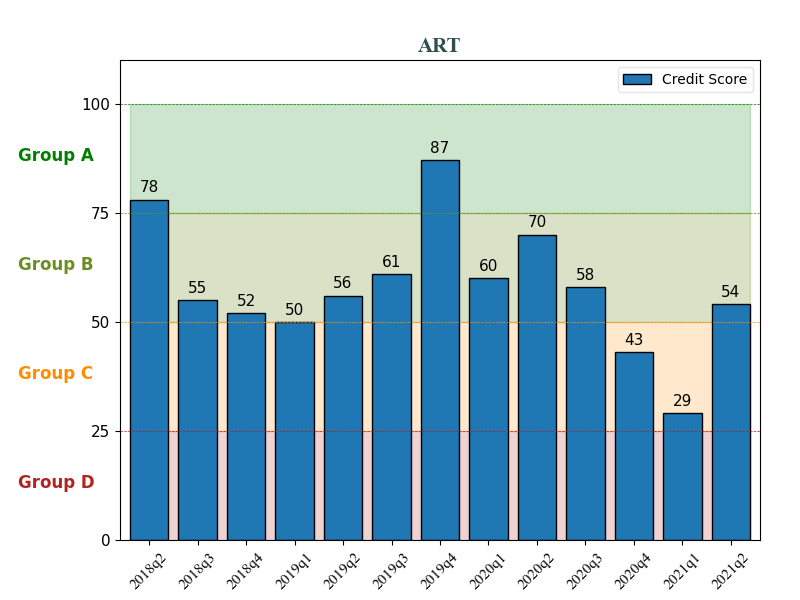 ART
Credit Score
100
75
50
25
0
Group A
Group B
Group C
Group D
78
55
52
50
56
61
87
60
70
58
43
29
54
2018q2
2018q3
2018q4
2019q1
2019q2
2019q3
2019q4
2020q1
2020q2
2020q3
2020q4
2021q1
2021q2